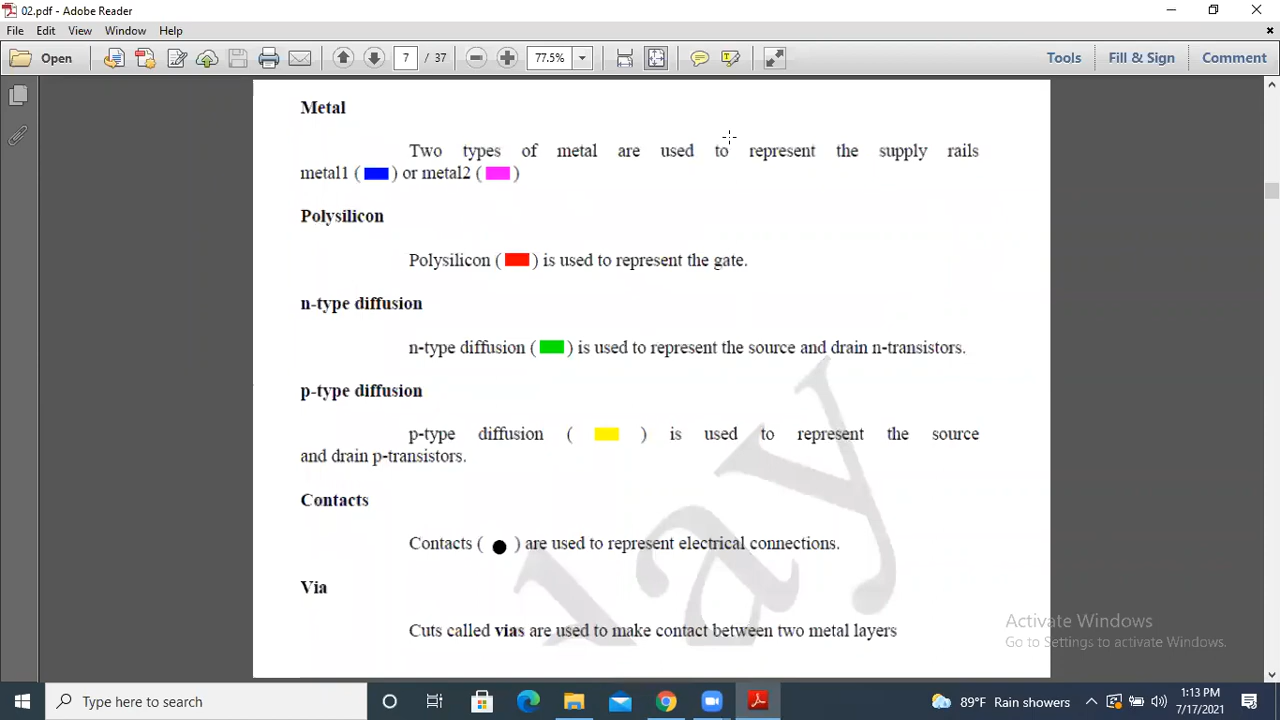 02.pdf - Adobe Reader
File Edit View Window Help
Open 7 / 37 77.5% Tools Fill & Sign Comment
Metal
Two types of metal are used to represent the supply rails
metal1 ( ) or metal2 ( )
Polysilicon
Polysilicon ( ) is used to represent the gate.
n-type diffusion
n-type diffusion ( ) is used to represent the source and drain n-transistors.
p-type diffusion
p-type diffusion ( ) is used to represent the source
and drain p-transistors.
Contacts
Contacts ( ) are used to represent electrical connections.
Via
Cuts called vias are used to make contact between two metal layers
Activate Windows
Go to Settings to activate Windows.
Type here to search
89°F Rain showers
1:13 PM
7/17/2021